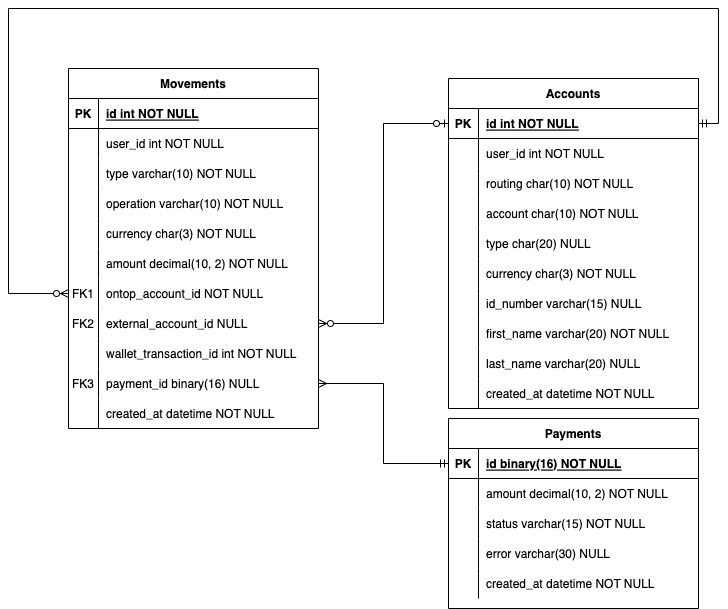 Movements
PK id int NOT NULL
user_id int NOT NULL
type varchar(10) NOT NULL
operation varchar(10) NOT NULL
currency char(3) NOT NULL
amount decimal(10, 2) NOT NULL
FK1 ontop_account_id NOT NULL
FK2 external_account_id NULL
wallet_transaction_id int NOT NULL
FK3 payment_id binary(16) NULL
created_at datetime NOT NULL
Accounts
PK id int NOT NULL
user_id int NOT NULL
routing char(10) NOT NULL
account char(10) NOT NULL
type char(20) NULL
currency char(3) NOT NULL
id_number varchar(15) NULL
first_name varchar(20) NOT NULL
last_name varchar(20) NULL
created_at datetime NOT NULL
Payments
PK id binary(16) NOT NULL
amount decimal(10, 2) NOT NULL
status varchar(15) NOT NULL
error varchar(30) NULL
created_at datetime NOT NULL